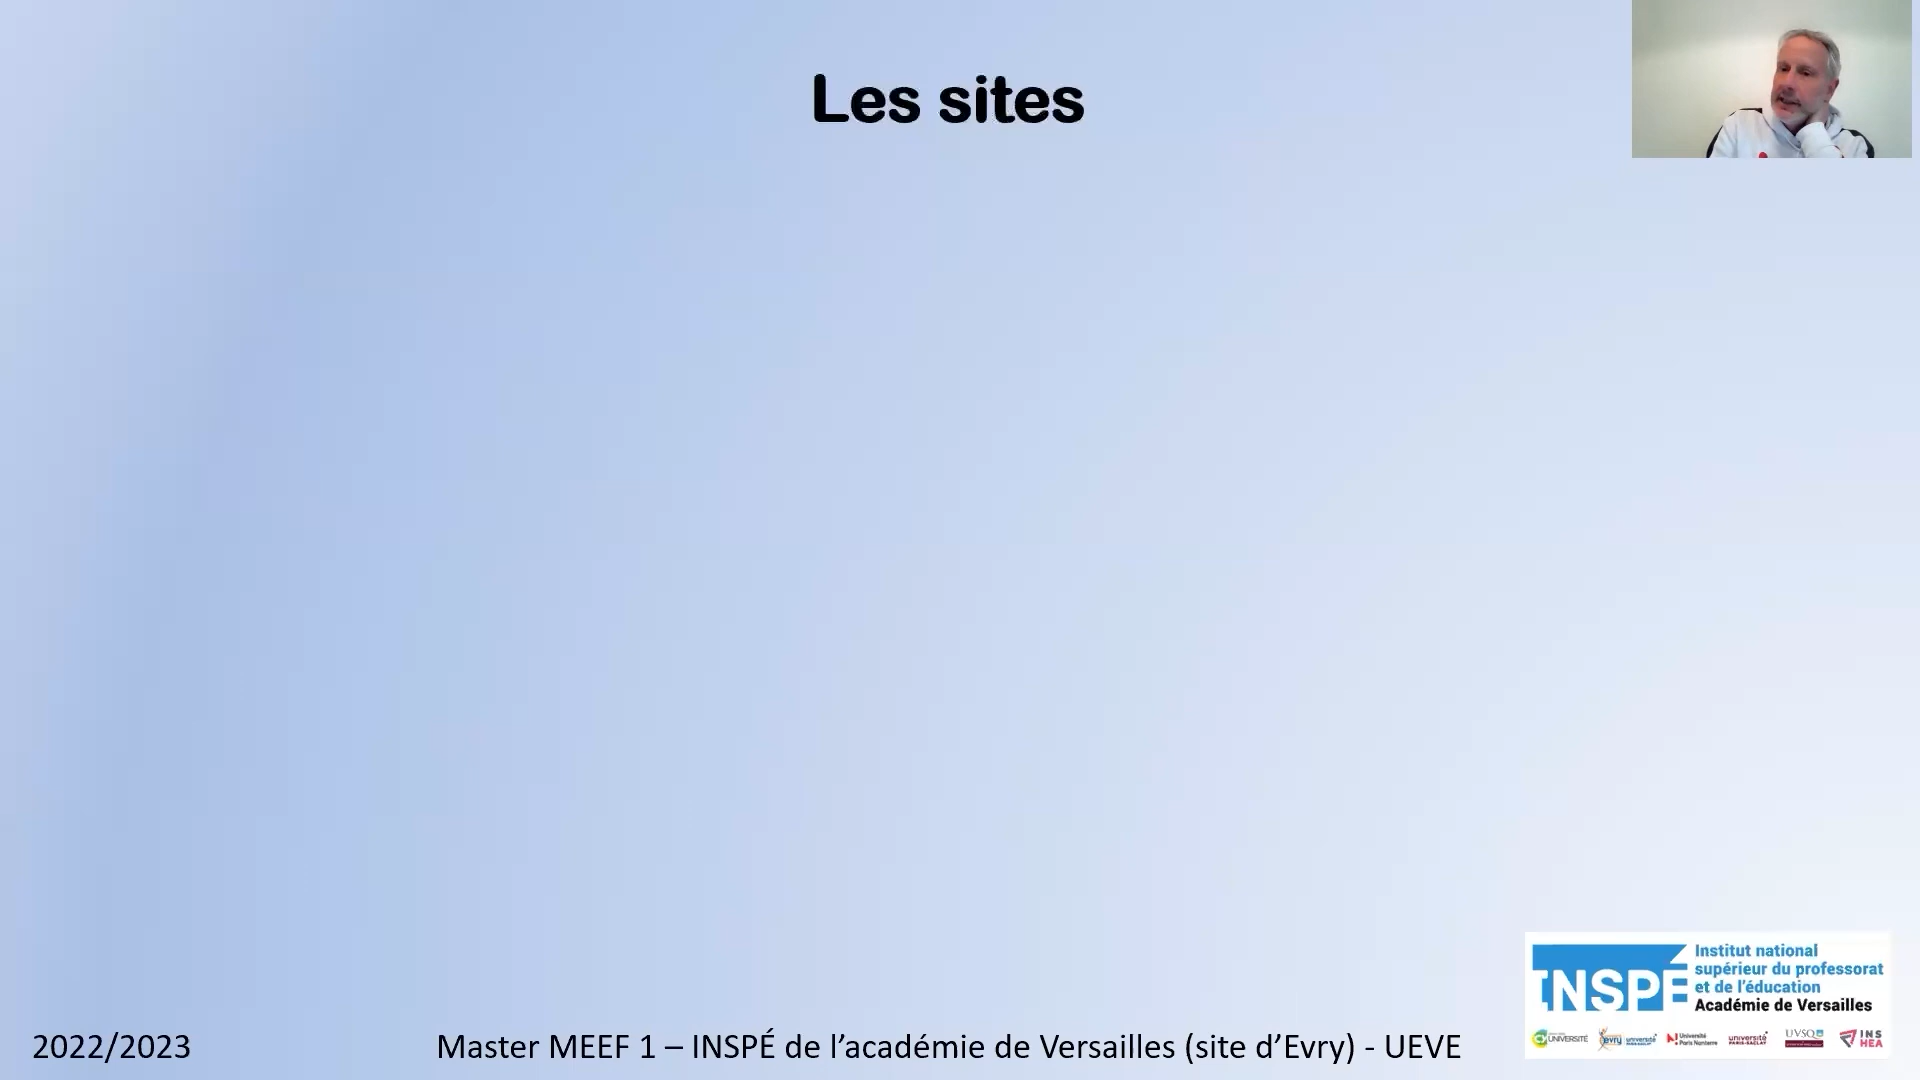 Les sites
INSPÉ
Institut national
supérieur du professorat
et de l'éducation
Académie de Versailles
UNIVERSITÉ
evry université
PARIS-SACLAY
Université
Paris Nanterre
université
PARIS-SACLAY
UVSQ
INS
HEA
2022/2023
Master MEEF 1 – INSPÉ de l’académie de Versailles (site d’Evry) - UEVE